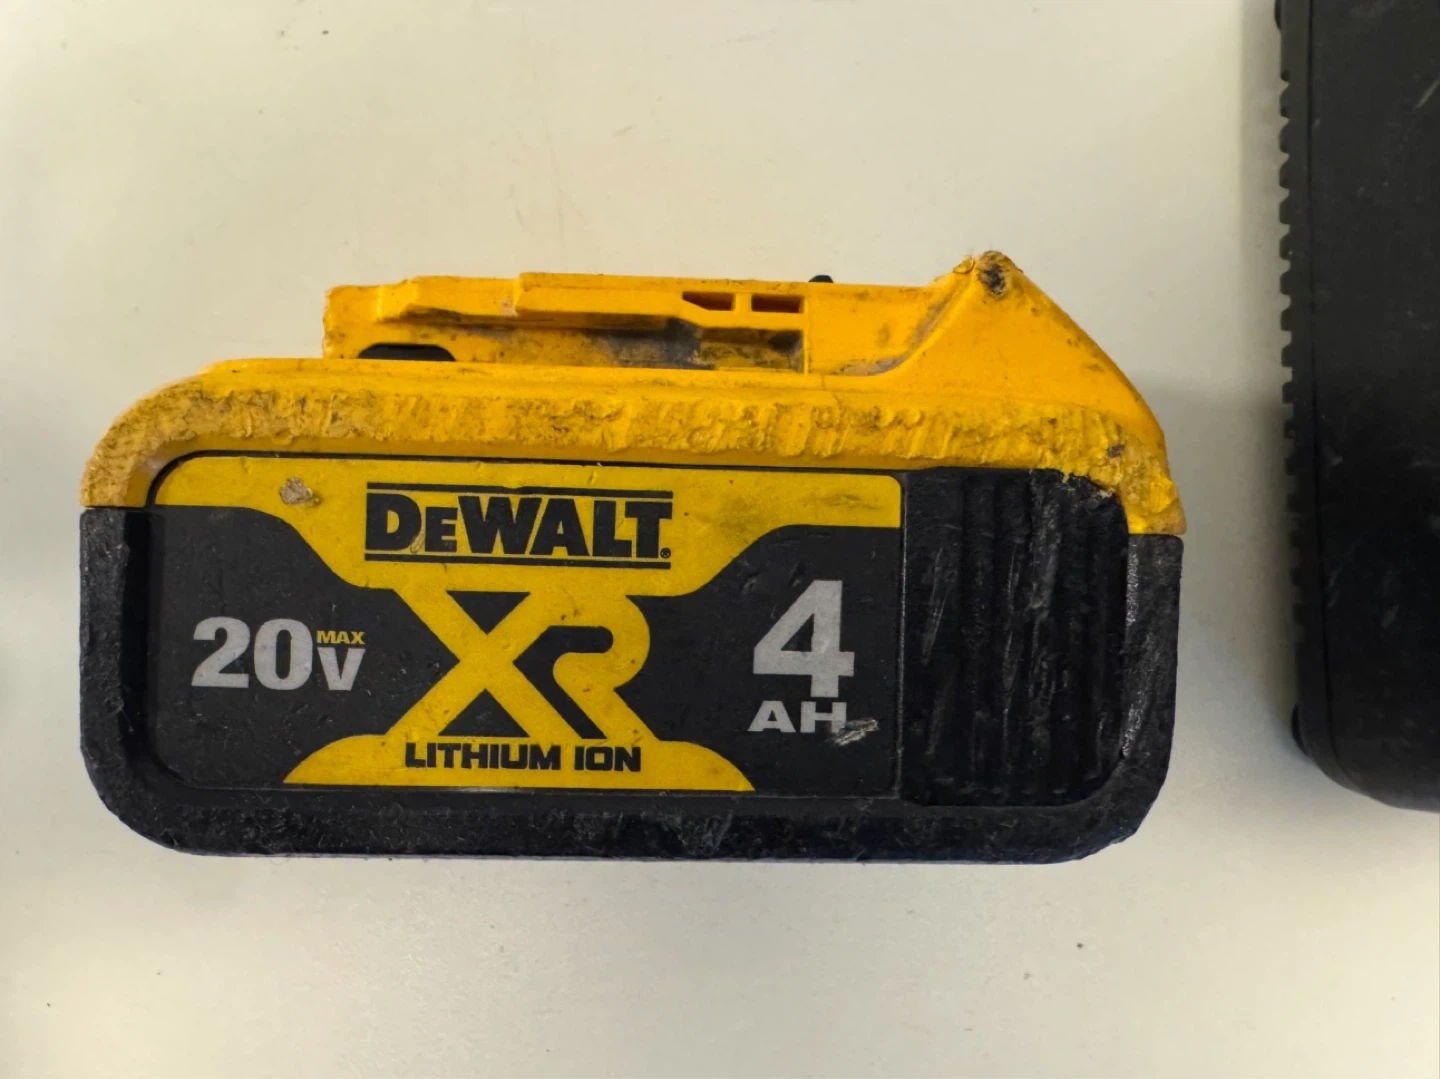 DeWALT®
20V MAX
XR
4
AH
LITHIUM ION